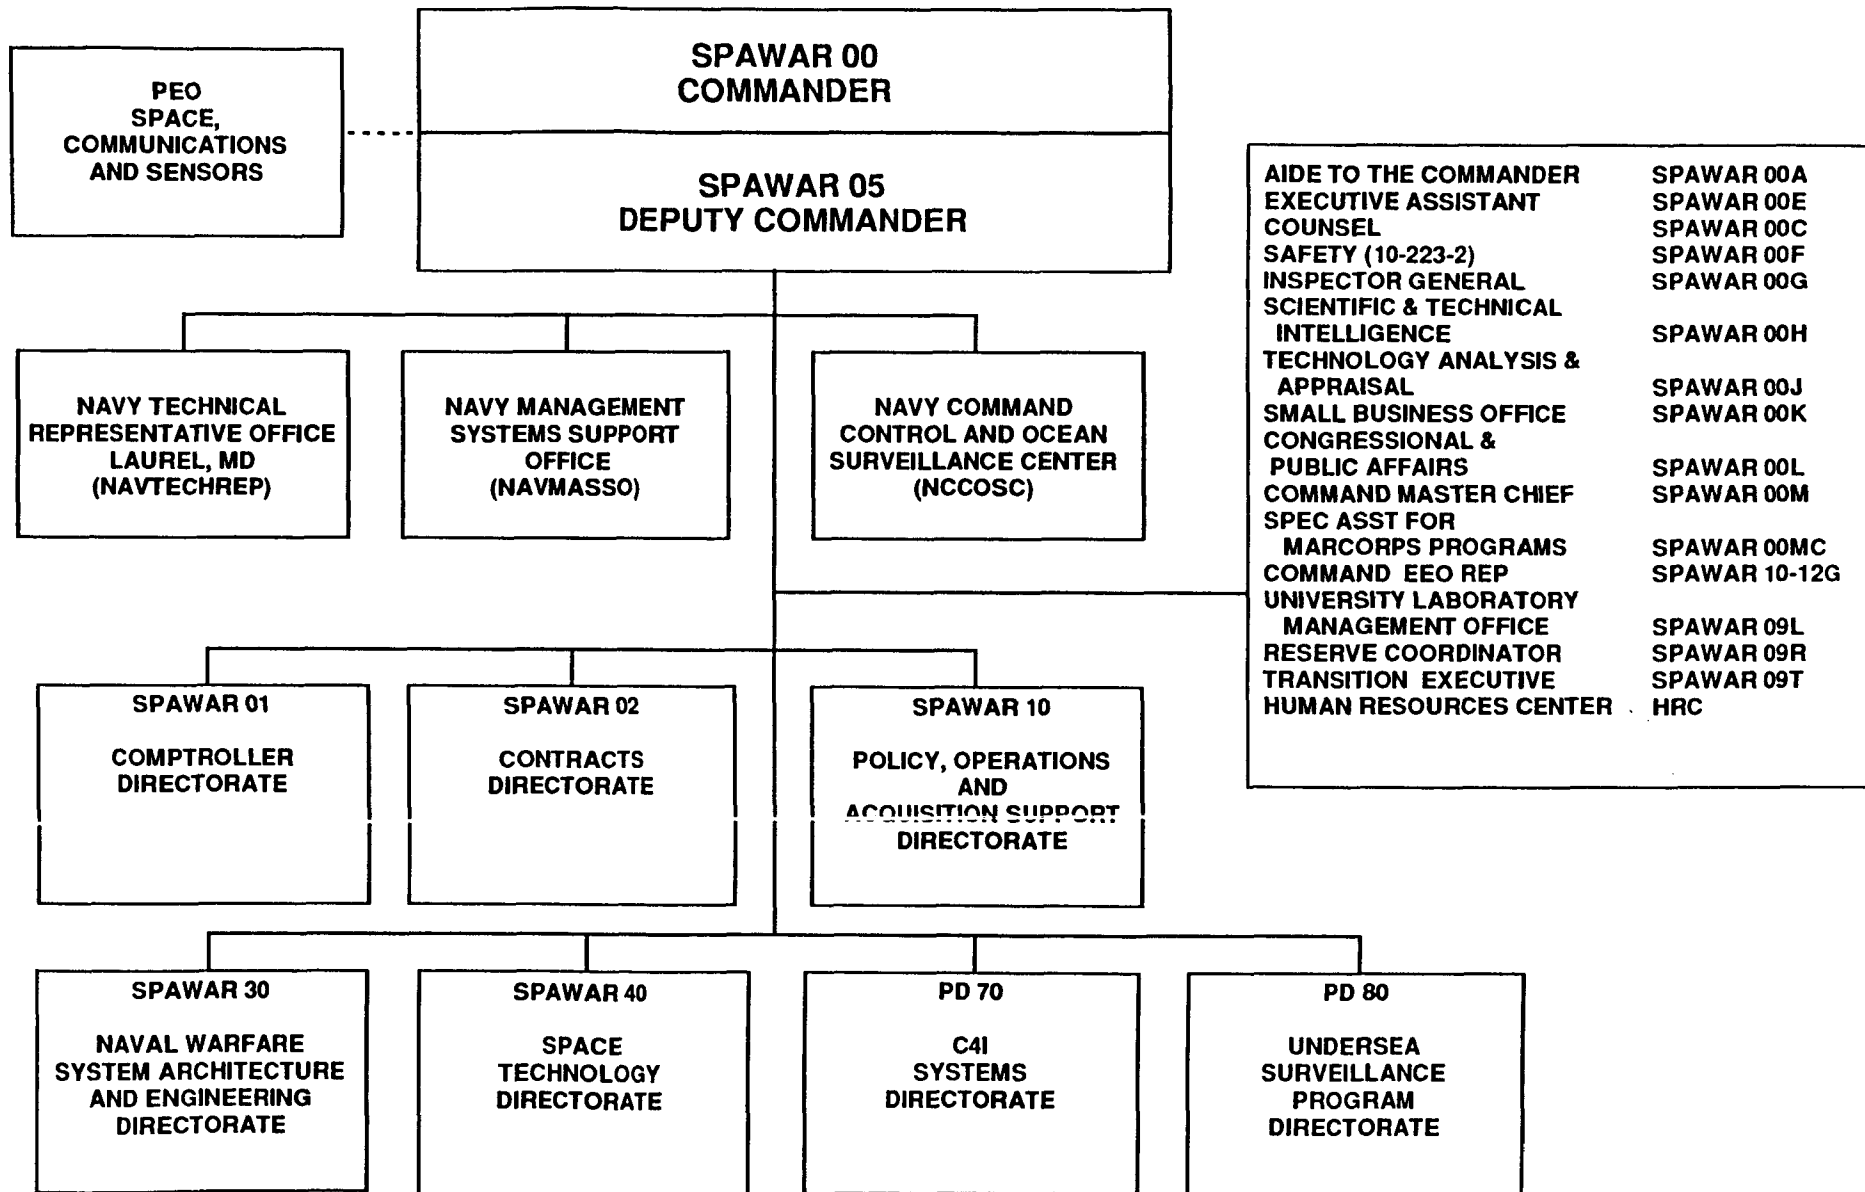 SPAWAR 00
COMMANDER
PEO
SPACE,
COMMUNICATIONS
AND SENSORS
SPAWAR 05
DEPUTY COMMANDER
AIDE TO THE COMMANDER SPAWAR 00A
EXECUTIVE ASSISTANT SPAWAR 00E
COUNSEL SPAWAR 00C
SAFETY (10-223-2) SPAWAR 00F
INSPECTOR GENERAL SPAWAR 00G
SCIENTIFIC & TECHNICAL
INTELLIGENCE SPAWAR 00H
TECHNOLOGY ANALYSIS &
APPRAISAL SPAWAR 00J
SMALL BUSINESS OFFICE SPAWAR 00K
CONGRESSIONAL &
PUBLIC AFFAIRS SPAWAR 00L
COMMAND MASTER CHIEF SPAWAR 00M
SPEC ASST FOR
MARCORPS PROGRAMS SPAWAR 00MC
COMMAND EEO REP SPAWAR 10-12G
UNIVERSITY LABORATORY
MANAGEMENT OFFICE SPAWAR 09L
RESERVE COORDINATOR SPAWAR 09R
TRANSITION EXECUTIVE SPAWAR 09T
HUMAN RESOURCES CENTER HRC
NAVY TECHNICAL
REPRESENTATIVE OFFICE
LAUREL, MD
(NAVTECHREP)
NAVY MANAGEMENT
SYSTEMS SUPPORT
OFFICE
(NAVMASSO)
NAVY COMMAND
CONTROL AND OCEAN
SURVEILLANCE CENTER
(NCCOSC)
SPAWAR 01
COMPTROLLER
DIRECTORATE
SPAWAR 02
CONTRACTS
DIRECTORATE
SPAWAR 10
POLICY, OPERATIONS
AND
ACQUISITION SUPPORT
DIRECTORATE
SPAWAR 30
NAVAL WARFARE
SYSTEM ARCHITECTURE
AND ENGINEERING
DIRECTORATE
SPAWAR 40
SPACE
TECHNOLOGY
DIRECTORATE
PD 70
C4I
SYSTEMS
DIRECTORATE
PD 80
UNDERSEA
SURVEILLANCE
PROGRAM
DIRECTORATE